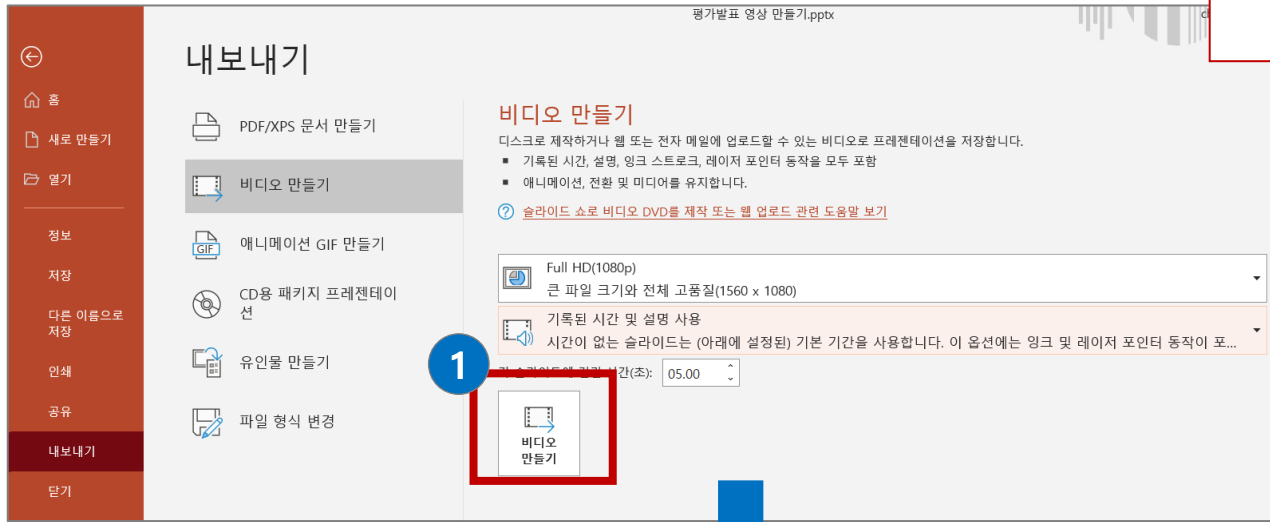 평가발표 영상 만들기.pptx
내보내기
홈
새로 만들기
열기
정보
저장
다른 이름으로
저장
인쇄
공유
내보내기
닫기
PDF/XPS 문서 만들기
비디오 만들기
GIF
애니메이션 GIF 만들기
CD용 패키지 프레젠테이
션
유인물 만들기
파일 형식 변경
비디오 만들기
디스크로 제작하거나 웹 또는 전자 메일에 업로드할 수 있는 비디오로 프레젠테이션을 저장합니다.
▪ 기록된 시간, 설명, 잉크 스트로크, 레이저 포인터 동작을 모두 포함
▪ 애니메이션, 전환 및 미디어를 유지합니다.
? 슬라이드 쇼로 비디오 DVD를 제작 또는 웹 업로드 관련 도움말 보기
Full HD(1080p)
큰 파일 크기와 전체 고품질(1560 x 1080)
기록된 시간 및 설명 사용
시간이 없는 슬라이드는 (아래에 설정된) 기본 기간을 사용합니다. 이 옵션에는 잉크 및 레이저 포인터 동작이 포...
시간(초): 05.00
1
비디오
만들기